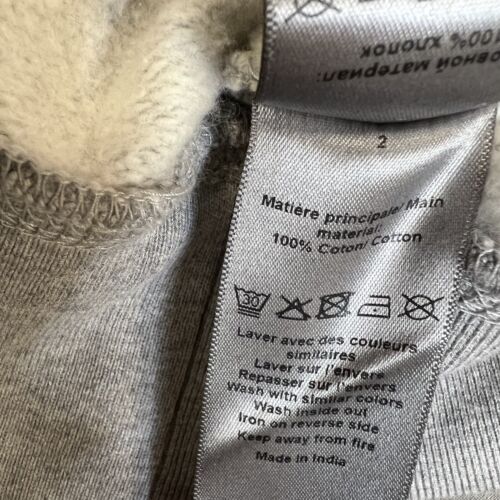 овной материал:
100% хлопок
2
Matière principale/ Main
material:
100% Coton/ Cotton
30
Laver avec des couleurs
similaires
Laver sur l'envers
Repasser sur l'envers
Wash with similar colors
Wash inside out
Iron on reverse side
Keep away from fire
Made in India